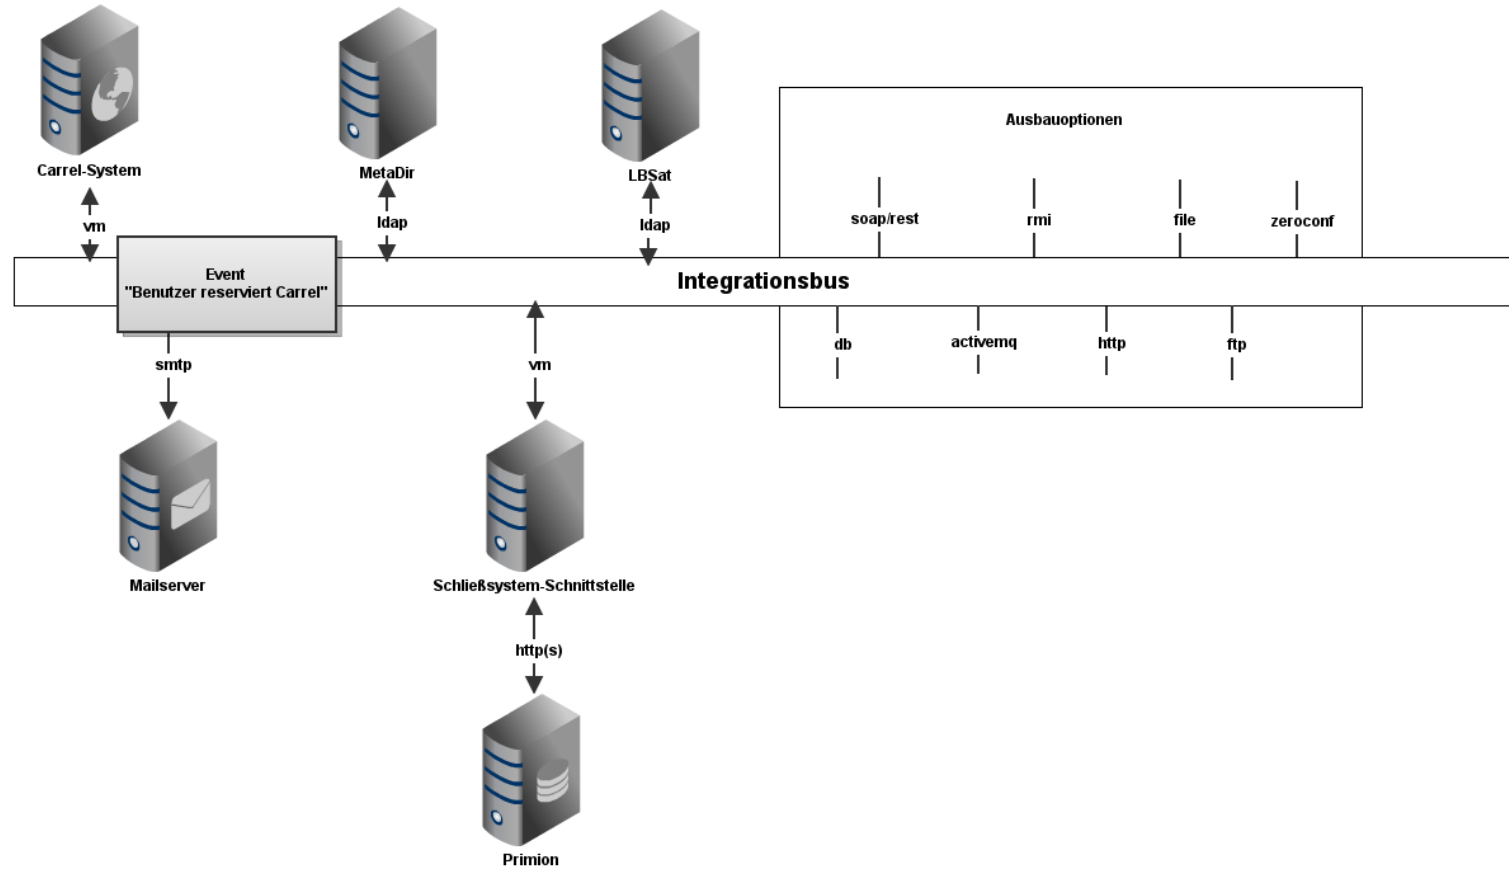 Carrel-System
MetaDir
LBSat
Ausbauoptionen
vm
ldap
ldap
soap/rest
rmi
file
zeroconf
Event
"Benutzer reserviert Carrel"
Integrationsbus
smtp
vm
db
activemq
http
ftp
Mailserver
Schließsystem-Schnittstelle
http(s)
Primion